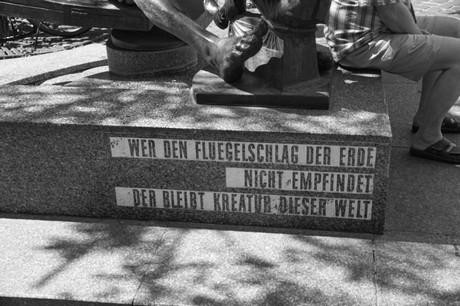 WER DEN FLUEGELSCHLAG DER ERDE
NICHT EMPFINDET
DER BLEIBT KREATUR DIESER WELT